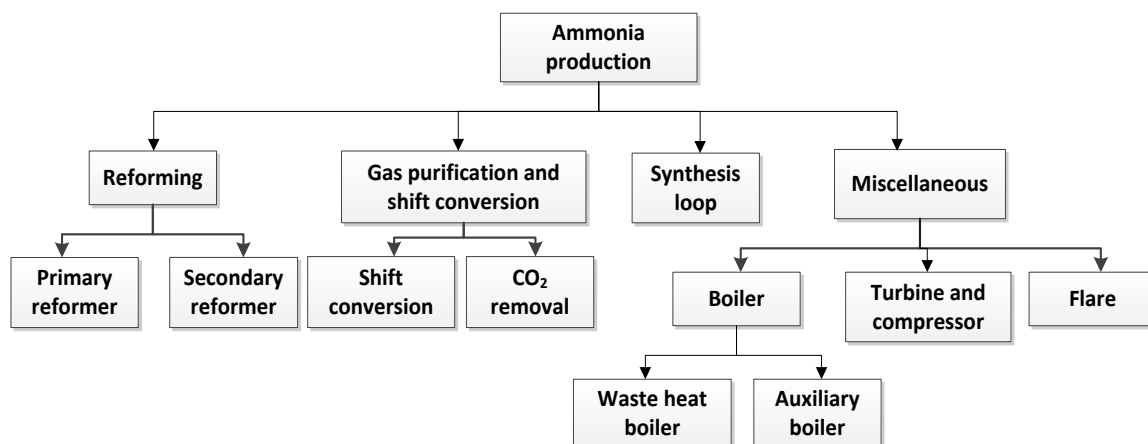 Ammonia
production
Reforming
Gas purification and
shift conversion
Synthesis
loop
Miscellaneous
Primary
reformer
Secondary
reformer
Shift
conversion
CO₂
removal
Boiler
Turbine and
compressor
Flare
Waste heat
boiler
Auxiliary
boiler